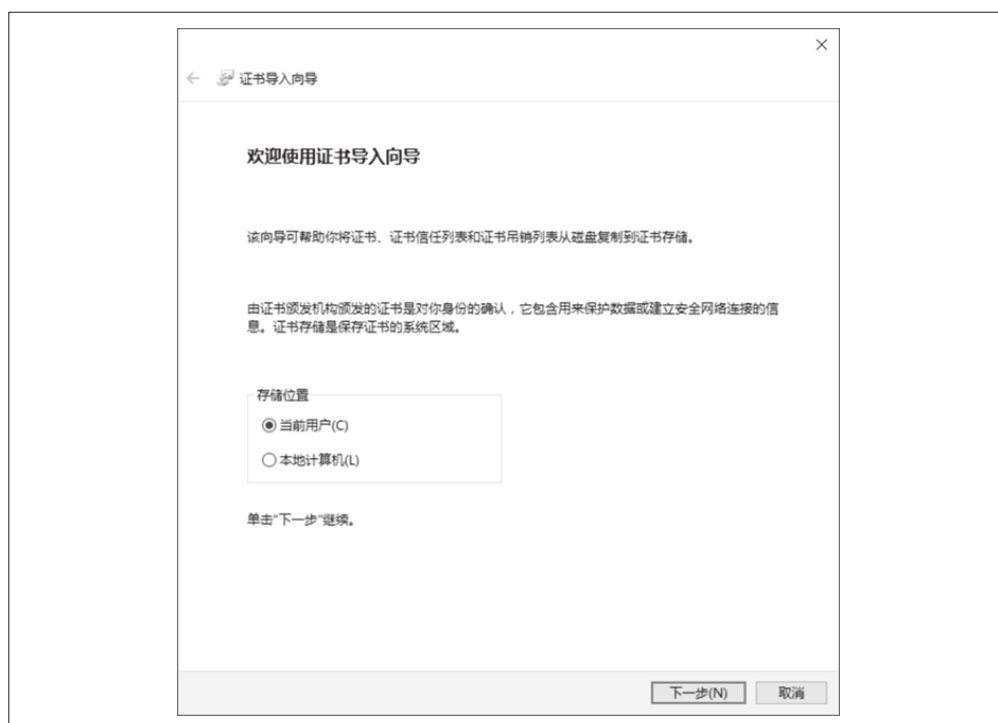 证书导入向导
欢迎使用证书导入向导
该向导可帮助你将证书、证书信任列表和证书吊销列表从磁盘复制到证书存储。
由证书颁发机构颁发的证书是对你身份的确认，它包含用来保护数据或建立安全网络连接的信
息。证书存储是保存证书的系统区域。
存储位置
当前用户(C)
本地计算机(L)
单击"下一步"继续。
下一步(N)
取消